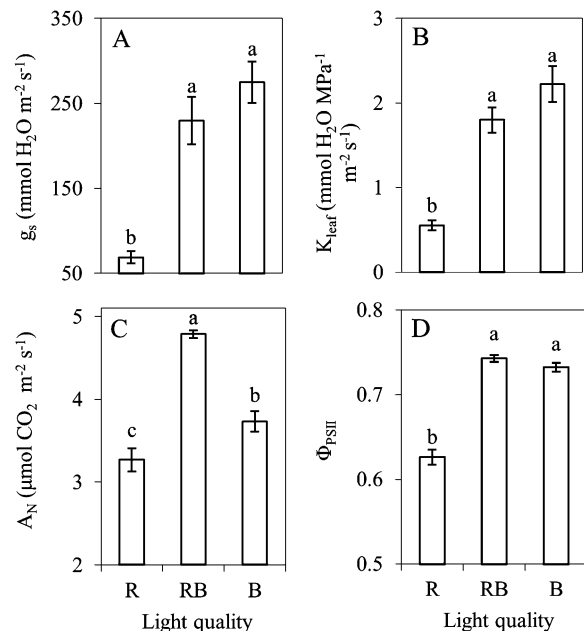 A
g_s (mmol H₂O m⁻² s⁻¹)
350
250
150
50
b
a
a
B
K_leaf (mmol H₂O MPa⁻¹
m⁻² s⁻¹)
3
2
1
0
b
a
a
C
A_N (μmol CO₂ m⁻² s⁻¹)
5
4
3
2
c
a
b
R RB B
Light quality
D
Φ_PSII
0.8
0.7
0.6
0.5
b
a
a
R RB B
Light quality